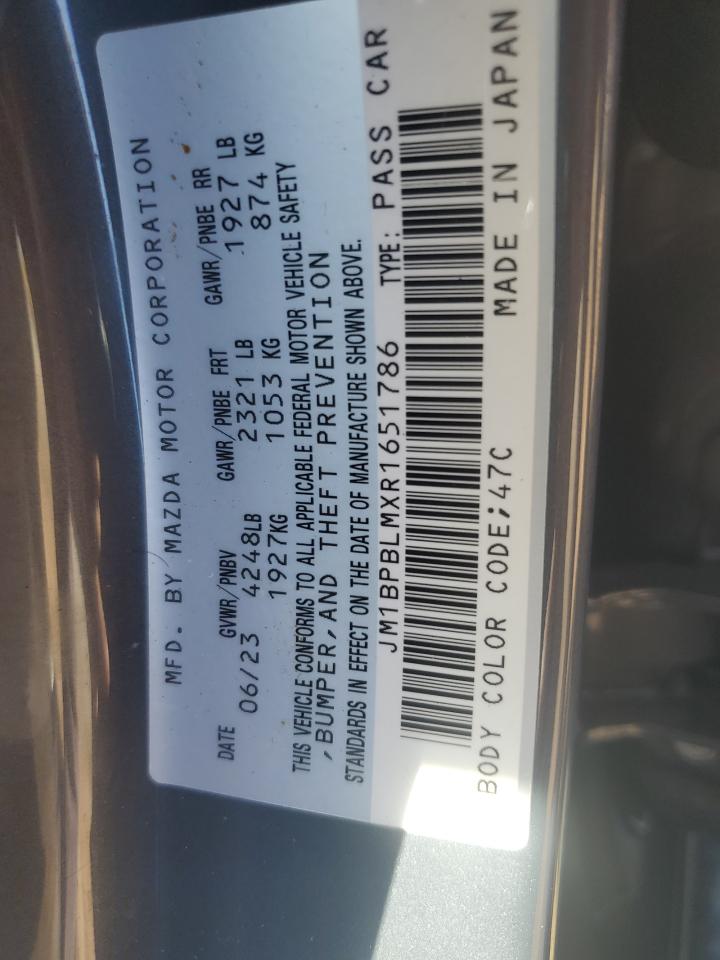 MFD. BY MAZDA MOTOR CORPORATION
DATE GVWR/PNBV GAWR/PNBE FRT GAWR/PNBE RR
06/23 4248LB 2321 LB 1927 LB
1927KG 1053 KG 874 KG
THIS VEHICLE CONFORMS TO ALL APPLICABLE FEDERAL MOTOR VEHICLE SAFETY
,BUMPER,AND THEFT PREVENTION
STANDARDS IN EFFECT ON THE DATE OF MANUFACTURE SHOWN ABOVE.
JM1BPBLMXR1651786 TYPE: PASS CAR
BODY COLOR CODE;47C MADE IN JAPAN